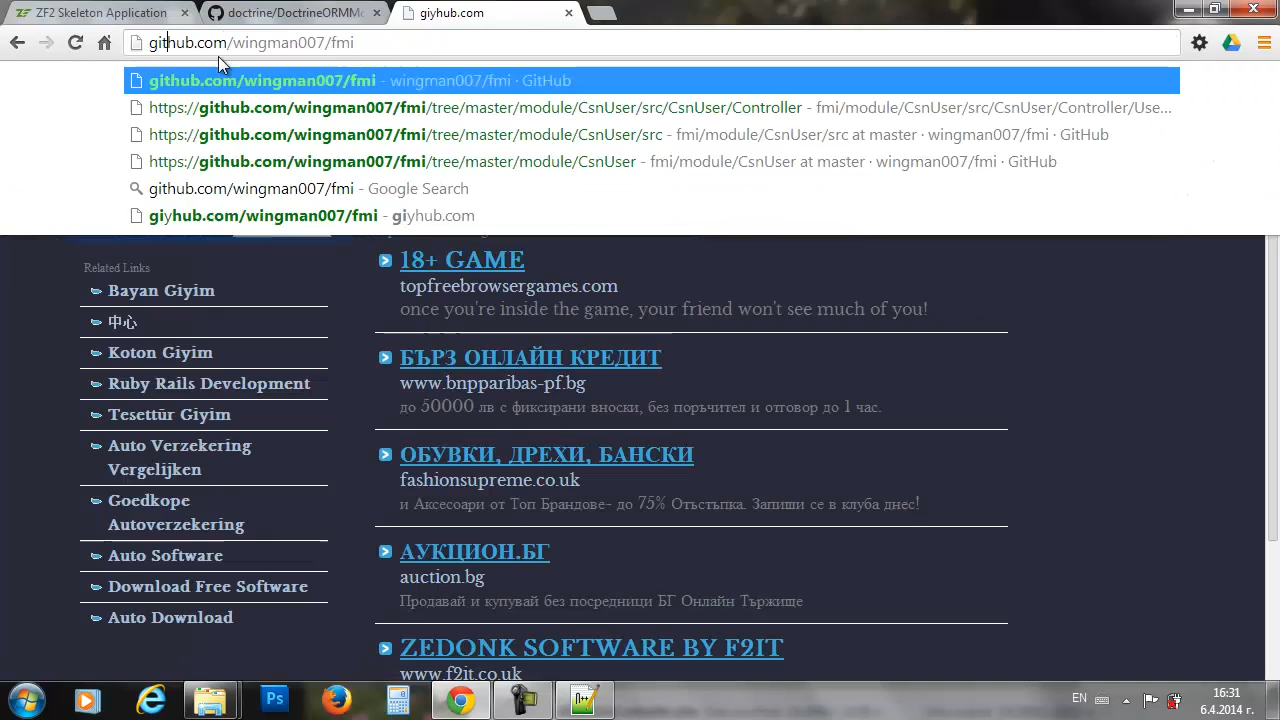 ZF2 Skeleton Application
doctrine/DoctrineORMMo
giyhub.com
github.com/wingman007/fmi
github.com/wingman007/fmi - wingman007/fmi · GitHub
https://github.com/wingman007/fmi/tree/master/module/CsnUser/src/CsnUser/Controller - fmi/module/CsnUser/src/CsnUser/Controller/Use...
https://github.com/wingman007/fmi/tree/master/module/CsnUser/src - fmi/module/CsnUser/src at master · wingman007/fmi · GitHub
https://github.com/wingman007/fmi/tree/master/module/CsnUser - fmi/module/CsnUser at master · wingman007/fmi · GitHub
github.com/wingman007/fmi - Google Search
giyhub.com/wingman007/fmi - giyhub.com
Related Links
Bayan Giyim
中心
Koton Giyim
Ruby Rails Development
Tesettür Giyim
Auto Verzekering
Vergelijken
Goedkope
Autoverzekering
Auto Software
Download Free Software
Auto Download
18+ GAME
topfreebrowsergames.com
once you're inside the game, your friend won't see much of you!
БЪРЗ ОНЛАЙН КРЕДИТ
www.bnpparibas-pf.bg
до 50000 лв с фиксирани вноски, без поръчител и отговор до 1 час.
ОБУВКИ, ДРЕХИ, БАНСКИ
fashionsupreme.co.uk
и Аксесоари от Топ Брандове- до 75% Отстъпка. Запиши се в клуба днес!
АУКЦИОН.БГ
auction.bg
Продавай и купувай без посредници БГ Онлайн Тържище
ZEDONK SOFTWARE BY F2IT
www.f2it.co.uk
Ps
EN
16:31
6.4.2014 г.